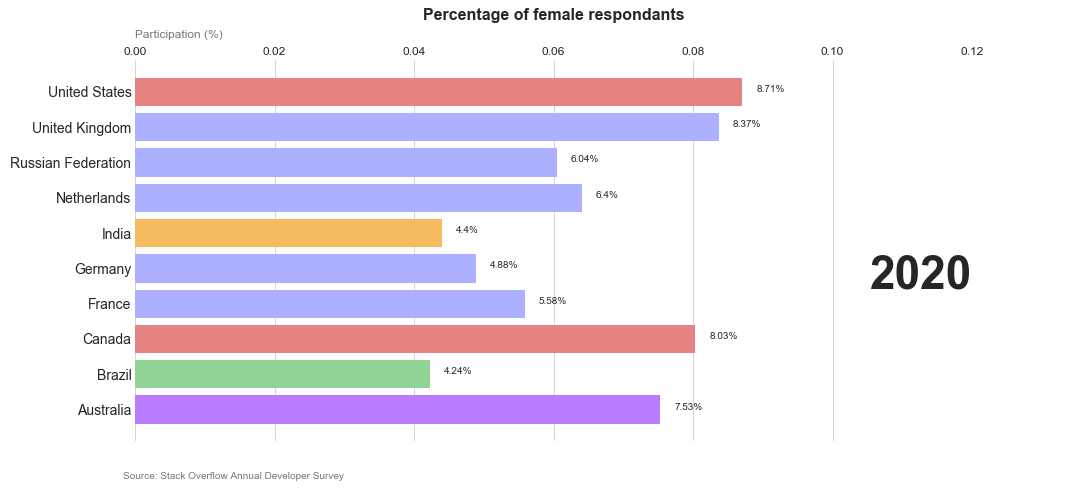 Percentage of female respondants
Participation (%)
0.00 0.02 0.04 0.06 0.08 0.10 0.12
United States 8.71%
United Kingdom 8.37%
Russian Federation 6.04%
Netherlands 6.4%
India 4.4%
Germany 4.88%
2020
France 5.58%
Canada 8.03%
Brazil 4.24%
Australia 7.53%
Source: Stack Overflow Annual Developer Survey